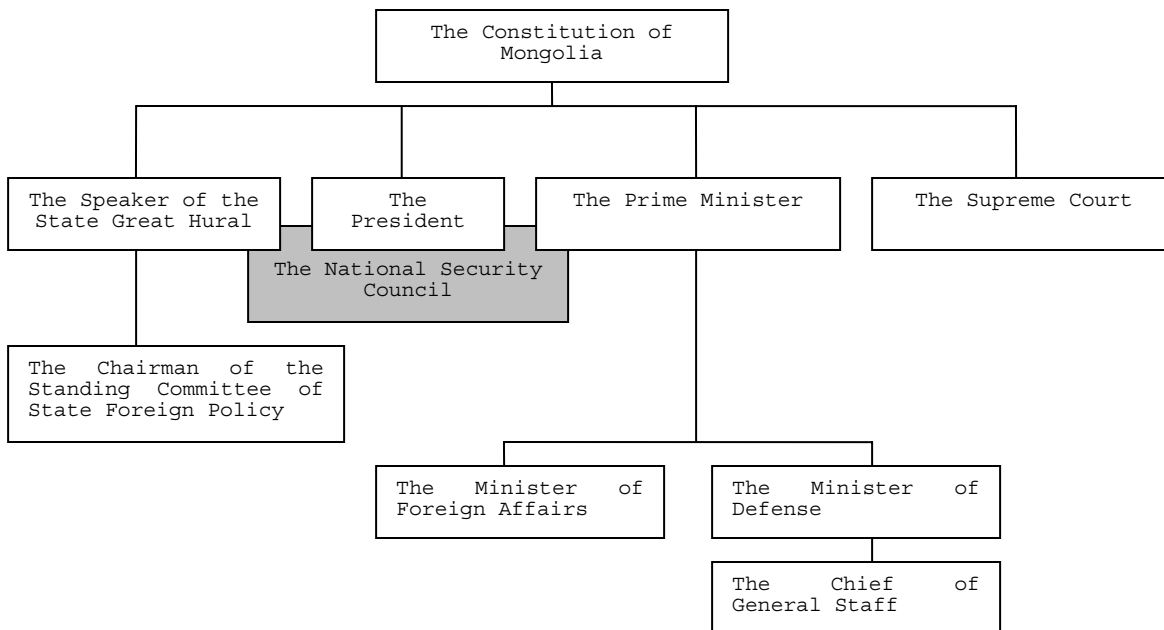 The Constitution of
Mongolia
The Speaker of the
State Great Hural
The
President
The Prime Minister
The Supreme Court
The National Security
Council
The Chairman of the
Standing Committee of
State Foreign Policy
The Minister of
Foreign Affairs
The Minister of
Defense
The Chief of
General Staff